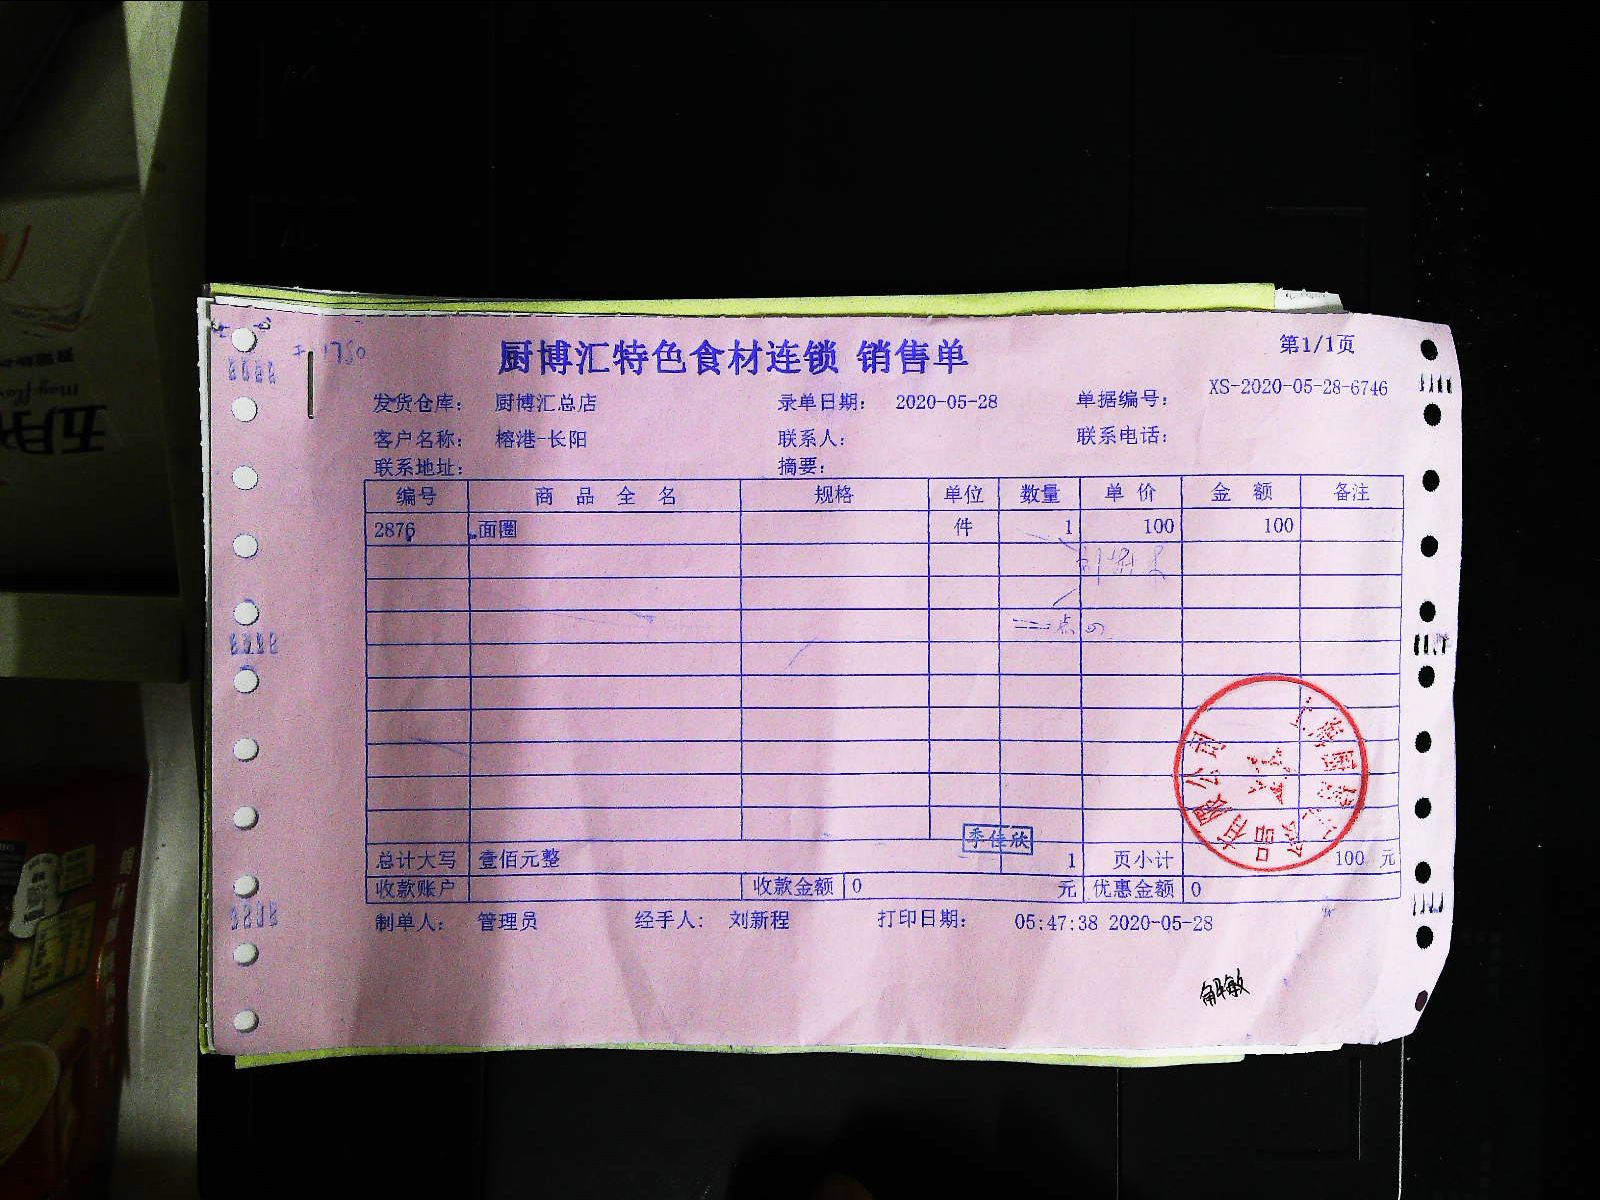 厨博汇特色食材连锁 销售单
第1/1页
发货仓库： 厨博汇总店 录单日期： 2020-05-28 单据编号： XS-2020-05-28-6746
客户名称： 榕港-长阳 联系人： 联系电话：
联系地址： 摘要：
编号 商品全名 规格 单位 数量 单价 金额 备注
2876 面圈 件 1 100 100
季佳欣
总计大写 壹佰元整 1 页小计 100 元
收款账户 收款金额 0 元 优惠金额 0
制单人： 管理员 经手人： 刘新程 打印日期： 05:47:38 2020-05-28
解敏
五月